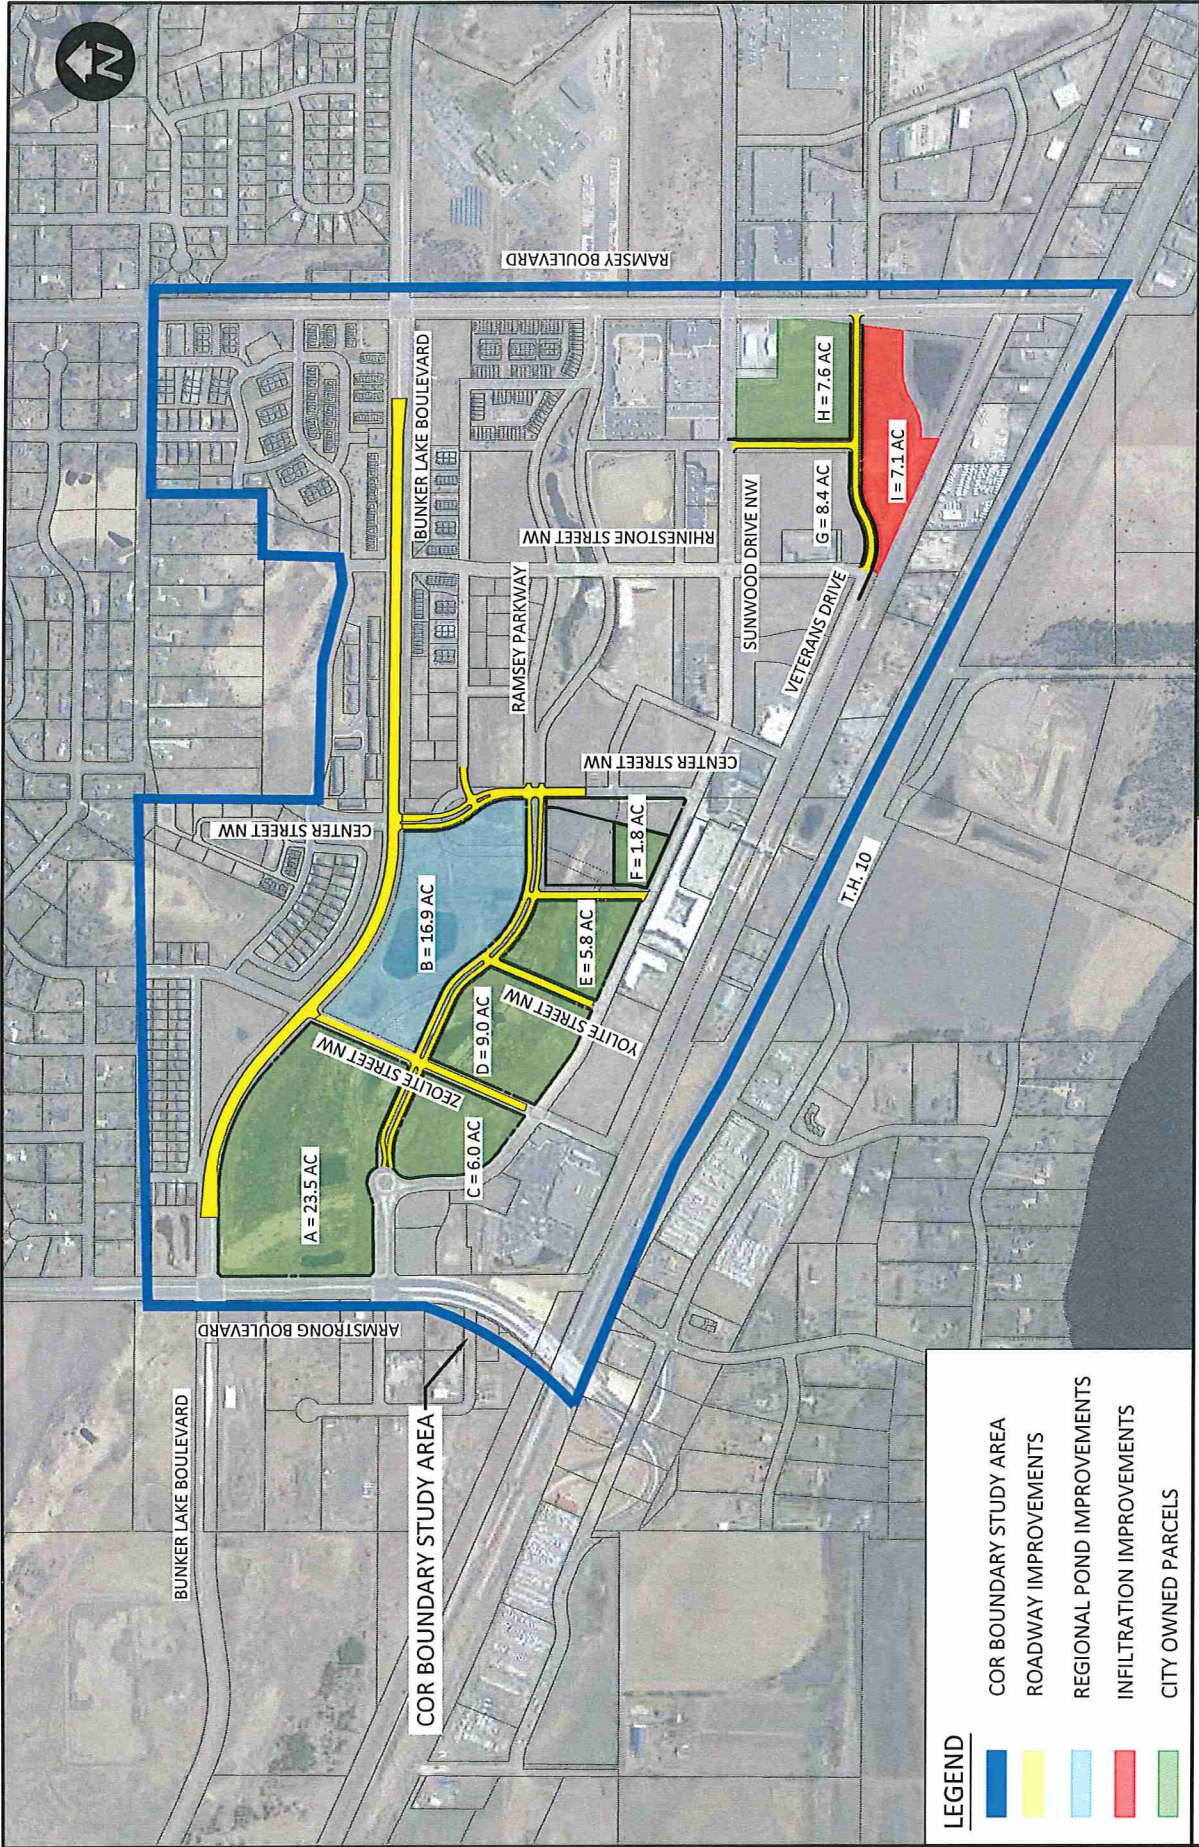 N
BUNKER LAKE BOULEVARD
ARMSTRONG BOULEVARD
COR BOUNDARY STUDY AREA
A = 23.5 AC
ZEOLITE STREET NW
C = 6.0 AC
B = 16.9 AC
D = 9.0 AC
YOLITE STREET NW
E = 5.8 AC
F = 1.8 AC
CENTER STREET NW
CENTER STREET NW
BUNKER LAKE BOULEVARD
RAMSEY PARKWAY
RHINESTONE STREET NW
RAMSEY BOULEVARD
SUNWOOD DRIVE NW
VETERANS DRIVE
G = 8.4 AC
H = 7.6 AC
I = 7.1 AC
T.H. 10
LEGEND
COR BOUNDARY STUDY AREA
ROADWAY IMPROVEMENTS
REGIONAL POND IMPROVEMENTS
INFILTRATION IMPROVEMENTS
CITY OWNED PARCELS